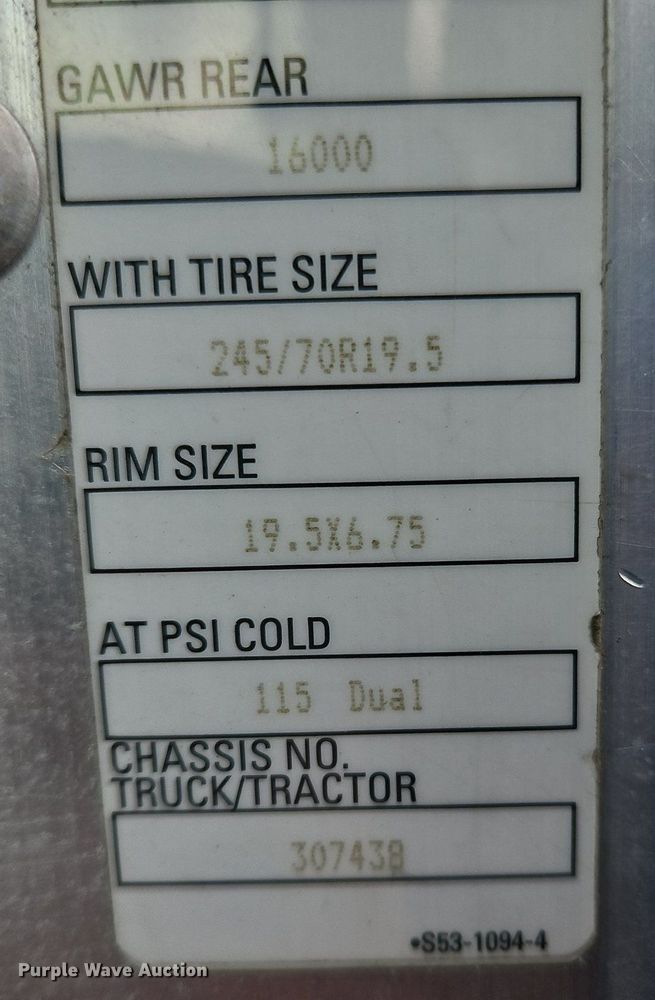 GAWR REAR
16000
WITH TIRE SIZE
245/70R19.5
RIM SIZE
19.5X6.75
AT PSI COLD
115 Dual
CHASSIS NO.
TRUCK/TRACTOR
307438
•S53-1094-4
Purple Wave Auction